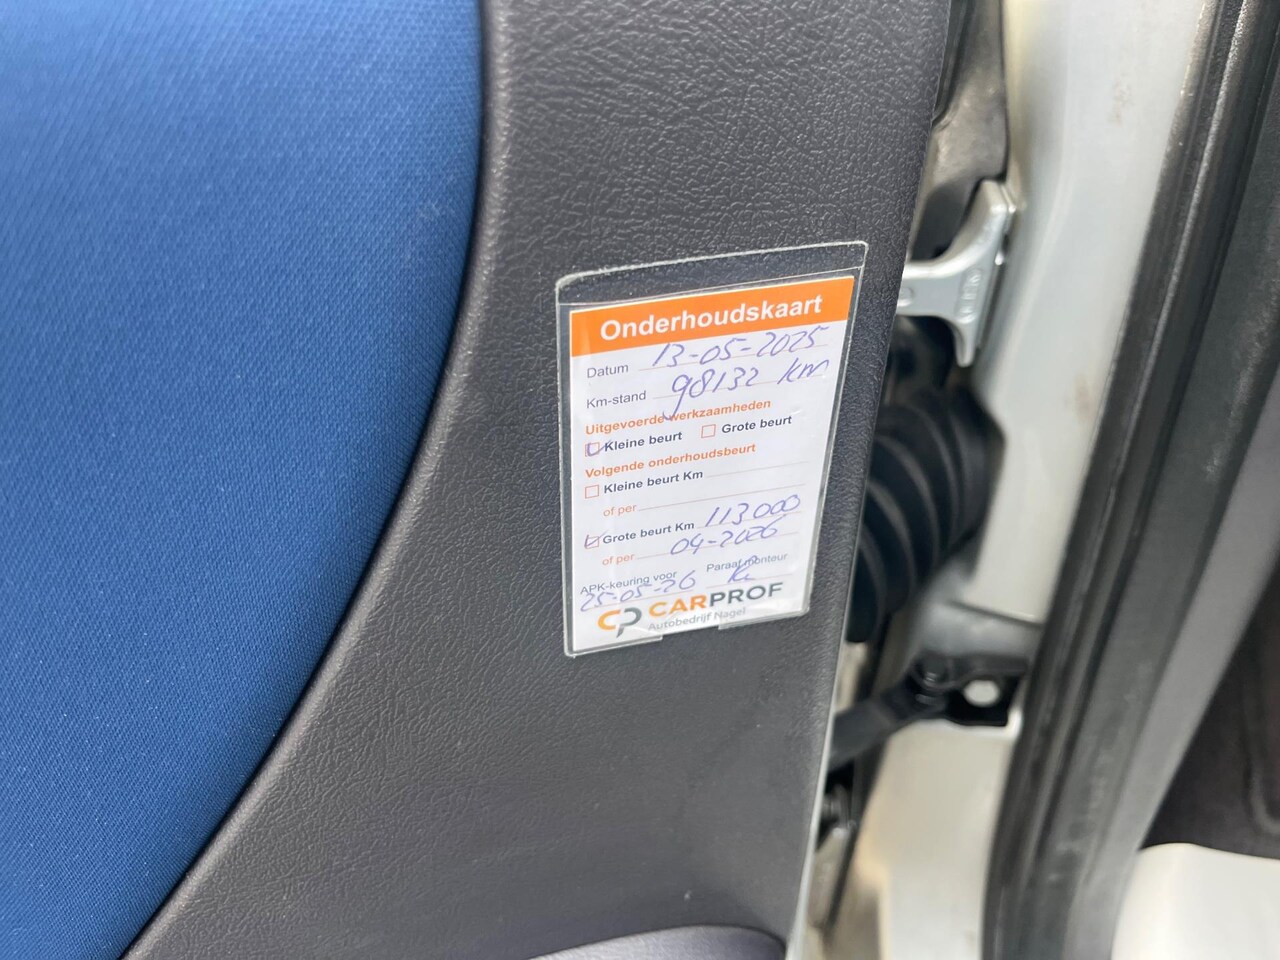 Onderhoudskaart
Datum 13-05-2025
Km-stand 98132 km
Uitgevoerde werkzaamheden
Kleine beurt Grote beurt
Volgende onderhoudsbeurt
Kleine beurt Km
of per
Grote beurt Km 113000
of per 04-2026
APK-keuring voor Paraaf monteur
25-05-26
CP CARPROF
Autobedrijf Nagel